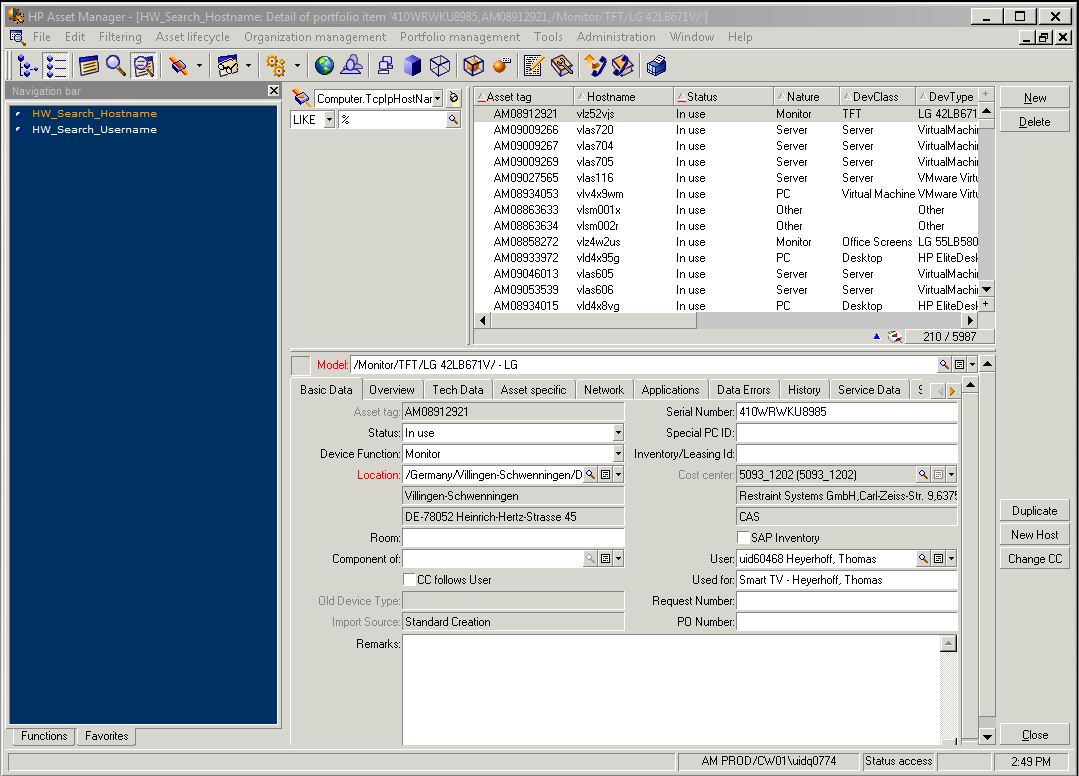 HP Asset Manager - [HW_Search_Hostname: Detail of portfolio item '410WRWKU8985,AM08912921,/Monitor/TFT/LG 42LB671V/']
File Edit Filtering Asset lifecycle Organization management Portfolio management Tools Administration Window Help
Navigation bar
HW_Search_Hostname
HW_Search_Username
Functions Favorites
Computer.TcpIpHostNar
LIKE %
Asset tag Hostname Status Nature DevClass DevType
AM08912921 vlz52vjs In use Monitor TFT LG 42LB671
AM09009266 vlas720 In use Server Server VirtualMachi
AM09009267 vlas704 In use Server Server VirtualMachi
AM09009269 vlas705 In use Server Server VirtualMachi
AM09027565 vlas116 In use Server Server VMware Virtu
AM08934053 vlv4x9wm In use PC Virtual Machine VMware Virtu
AM08863633 vlsm001x In use Other Other
AM08863634 vlsm002r In use Other Other
AM08858272 vlz4w2us In use Monitor Office Screens LG 55LB580
AM08933972 vld4x95g In use PC Desktop HP EliteDesk
AM09046013 vlas605 In use Server Server VirtualMachi
AM09053539 vlas606 In use Server Server VirtualMachi
AM08934015 vld4x8vg In use PC Desktop HP EliteDesk
210 / 5987
New
Delete
Model: /Monitor/TFT/LG 42LB671V/ - LG
Basic Data Overview Tech Data Asset specific Network Applications Data Errors History Service Data S
Asset tag: AM08912921 Serial Number: 410WRWKU8985
Status: In use Special PC ID:
Device Function: Monitor Inventory/Leasing Id:
Location: /Germany/Villingen-Schwenningen/D Cost center: 5093_1202 (5093_1202)
Villingen-Schwenningen Restraint Systems GmbH,Carl-Zeiss-Str. 9,6375
DE-78052 Heinrich-Hertz-Strasse 45 CAS
Room: SAP Inventory
Component of: User: uid60468 Heyerhoff, Thomas
CC follows User Used for: Smart TV - Heyerhoff, Thomas
Old Device Type: Request Number:
Import Source: Standard Creation PO Number:
Remarks:
Duplicate
New Host
Change CC
Close
AM PROD/CW01\uidq0774 Status access 2:49 PM